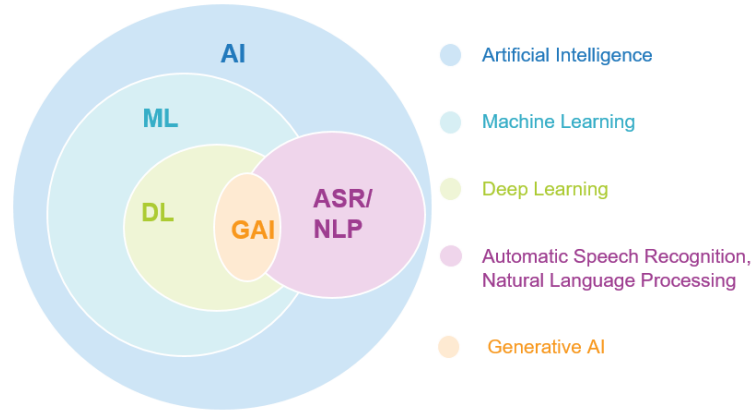 AI
ML
DL
GAI
ASR/
NLP
Artificial Intelligence
Machine Learning
Deep Learning
Automatic Speech Recognition,
Natural Language Processing
Generative AI